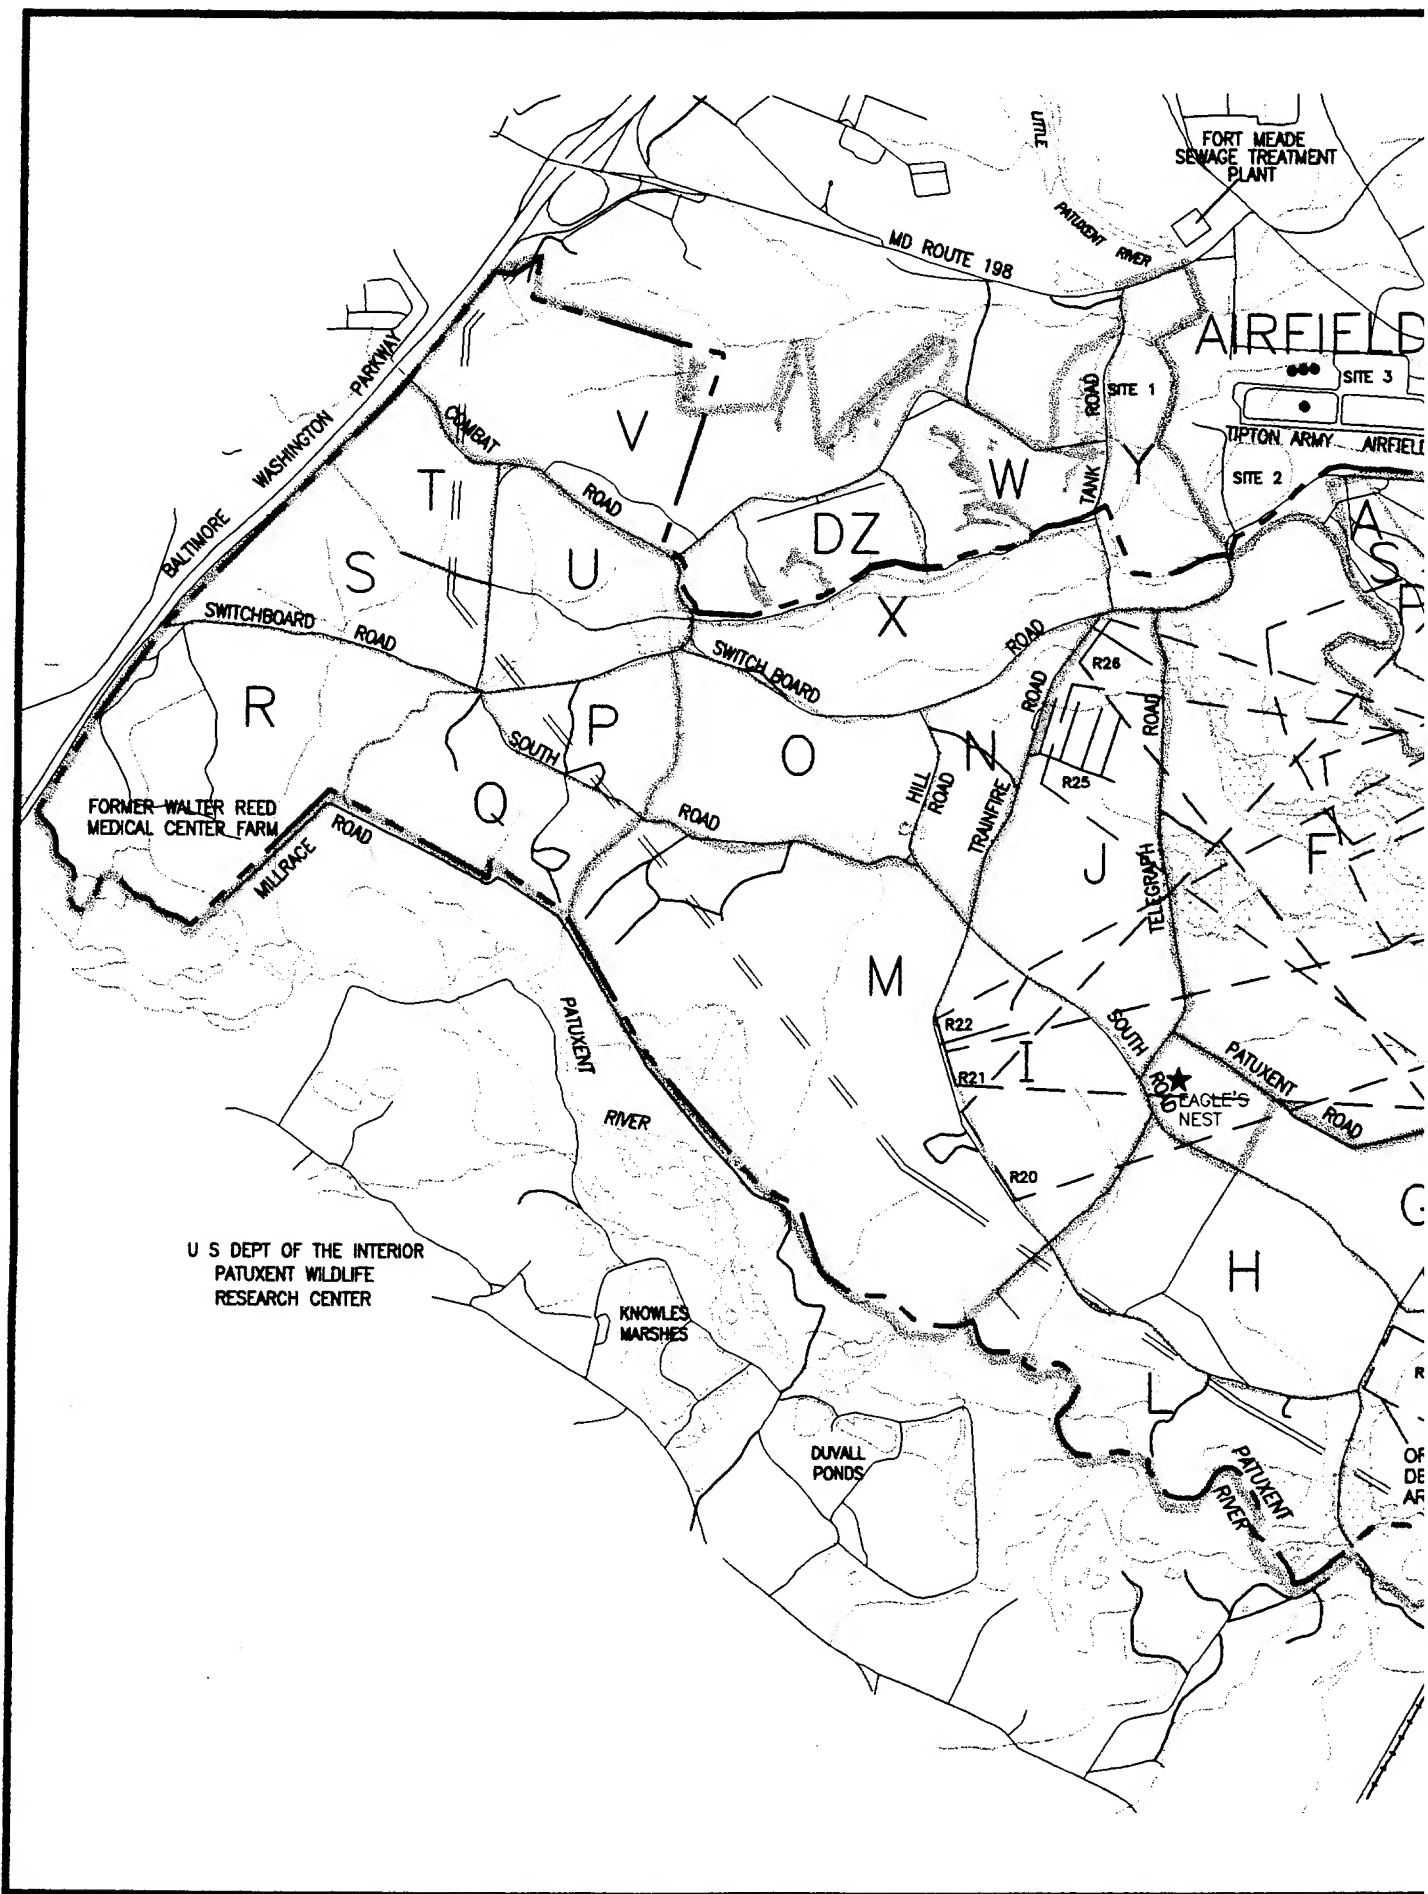 LITTLE
PATUXENT
RIVER
FORT MEADE
SEWAGE TREATMENT
PLANT
MD ROUTE 198
AIRFIELD
SITE 3
SITE 1
TIPTON ARMY AIRFIELD
SITE 2
BALTIMORE WASHINGTON PARKWAY
COMBAT ROAD
TANK ROAD
V
T
W
Y
DZ
A
S
P
S
U
X
SWITCHBOARD ROAD
SWITCH BOARD ROAD
R26
R
P
O
N
ROAD
SOUTH ROAD
R25
HILL
ROAD
TRAINFIRE
TELEGRAPH ROAD
FORMER WALTER REED
MEDICAL CENTER FARM
MILLRACE ROAD
Q
J
F
M
R22
I
R21
SOUTH ROAD
PATUXENT ROAD
EAGLE'S
NEST
R20
PATUXENT
RIVER
G
H
U S DEPT OF THE INTERIOR
PATUXENT WILDLIFE
RESEARCH CENTER
KNOWLES
MARSHES
R
L
DUVALL
PONDS
PATUXENT
RIVER
OR
DE
AR